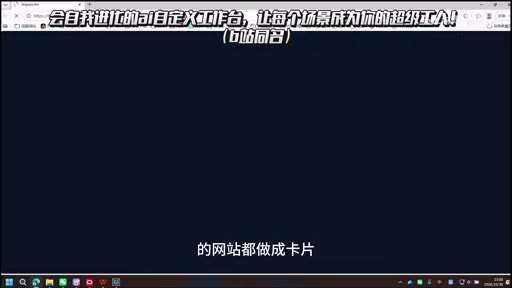 会自我进化的ai自定义工作台，让每个场景成为你的超级工人！
（b站同名）
的网站都做成卡片